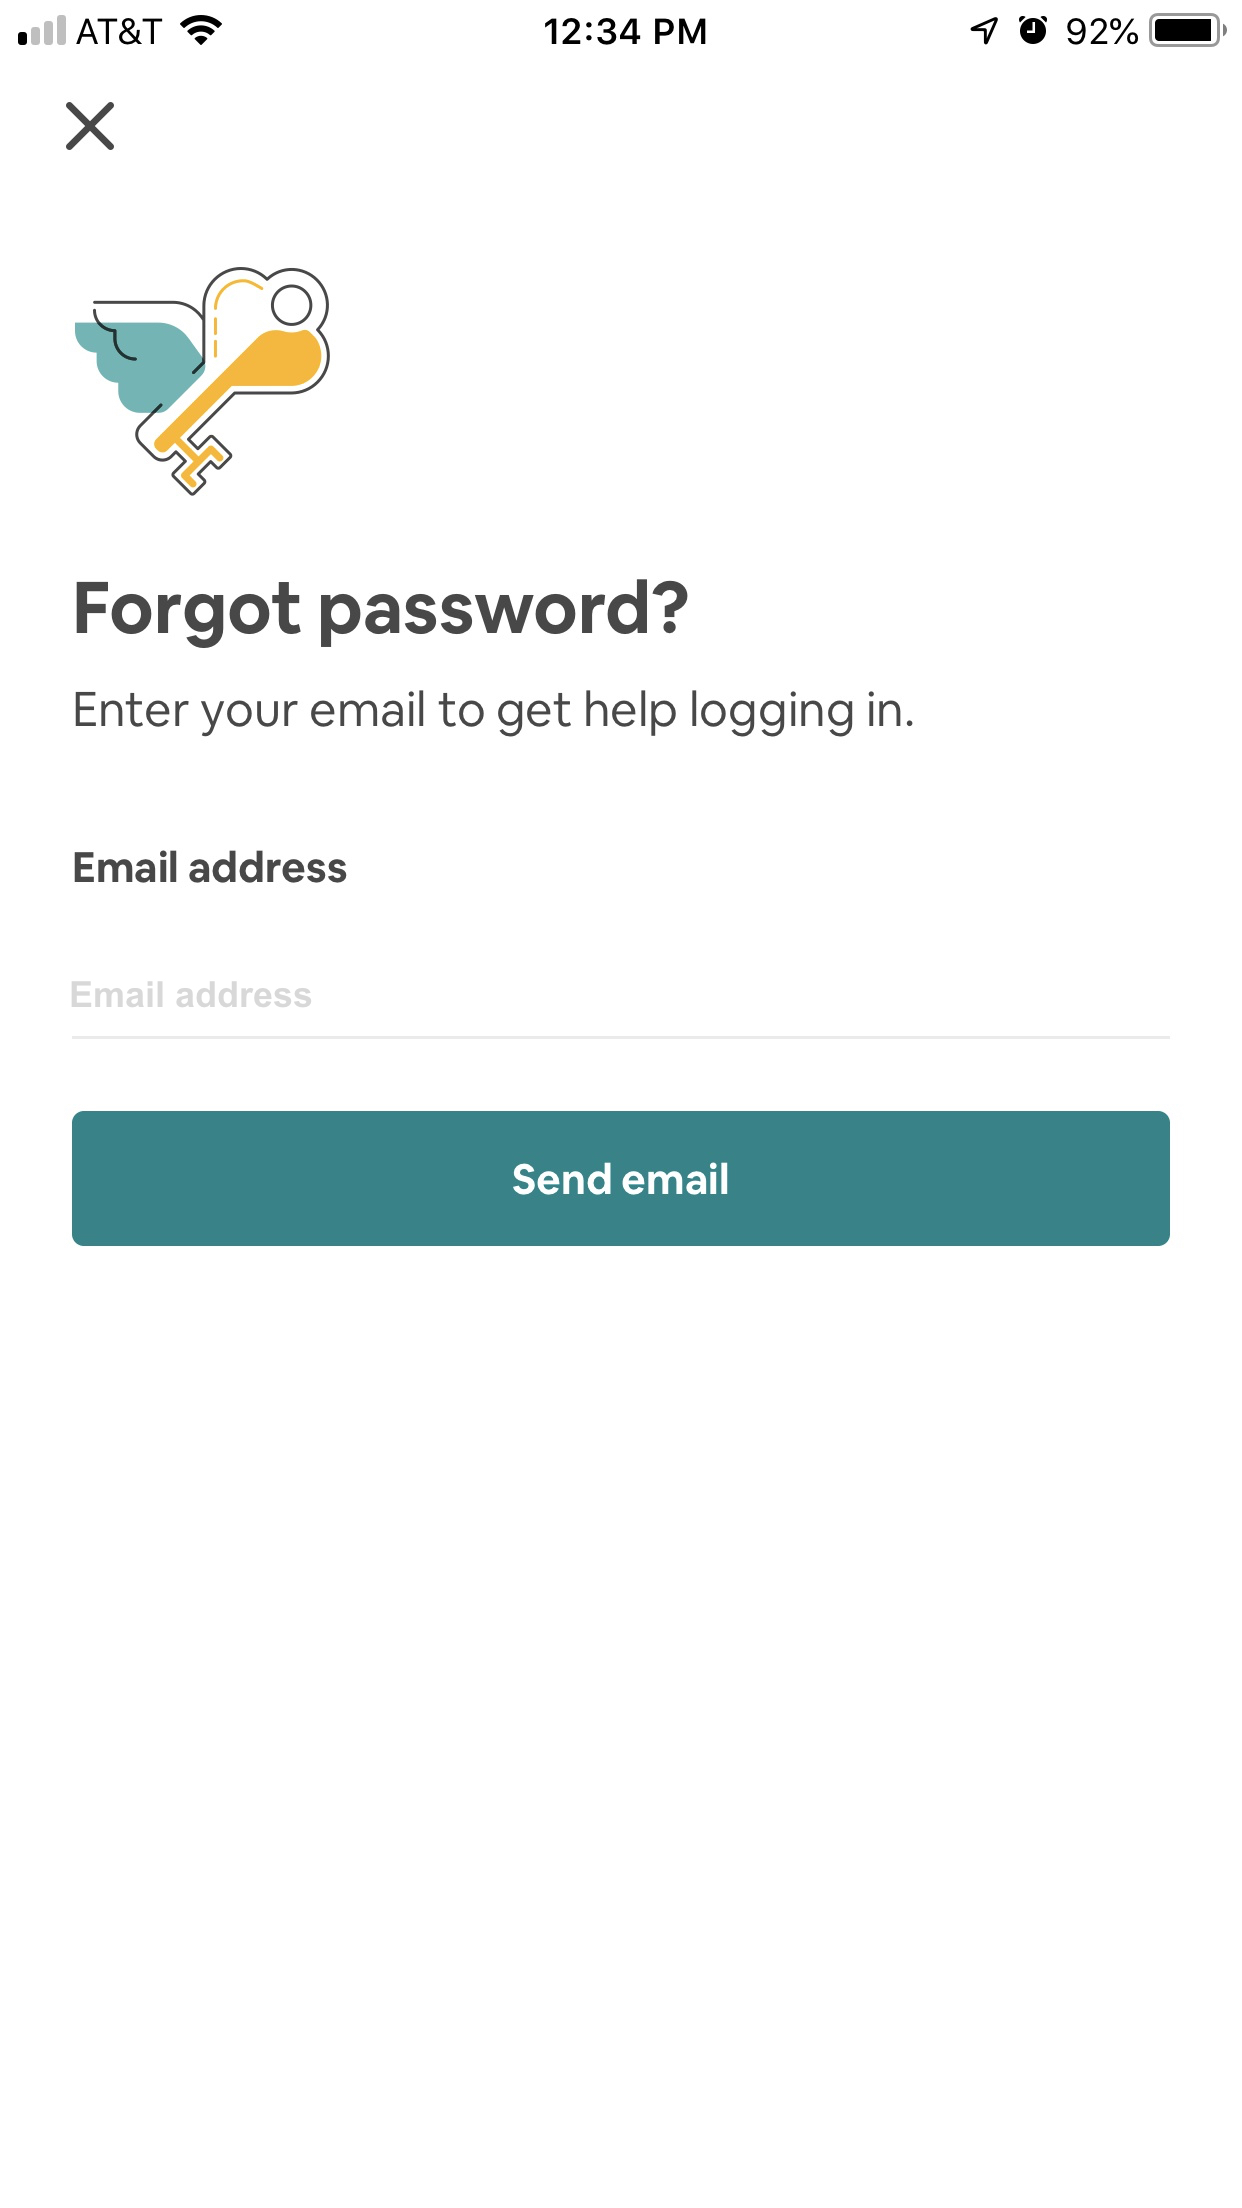 AT&T 12:34 PM 92%
Forgot password?
Enter your email to get help logging in.
Email address
Email address
Send email